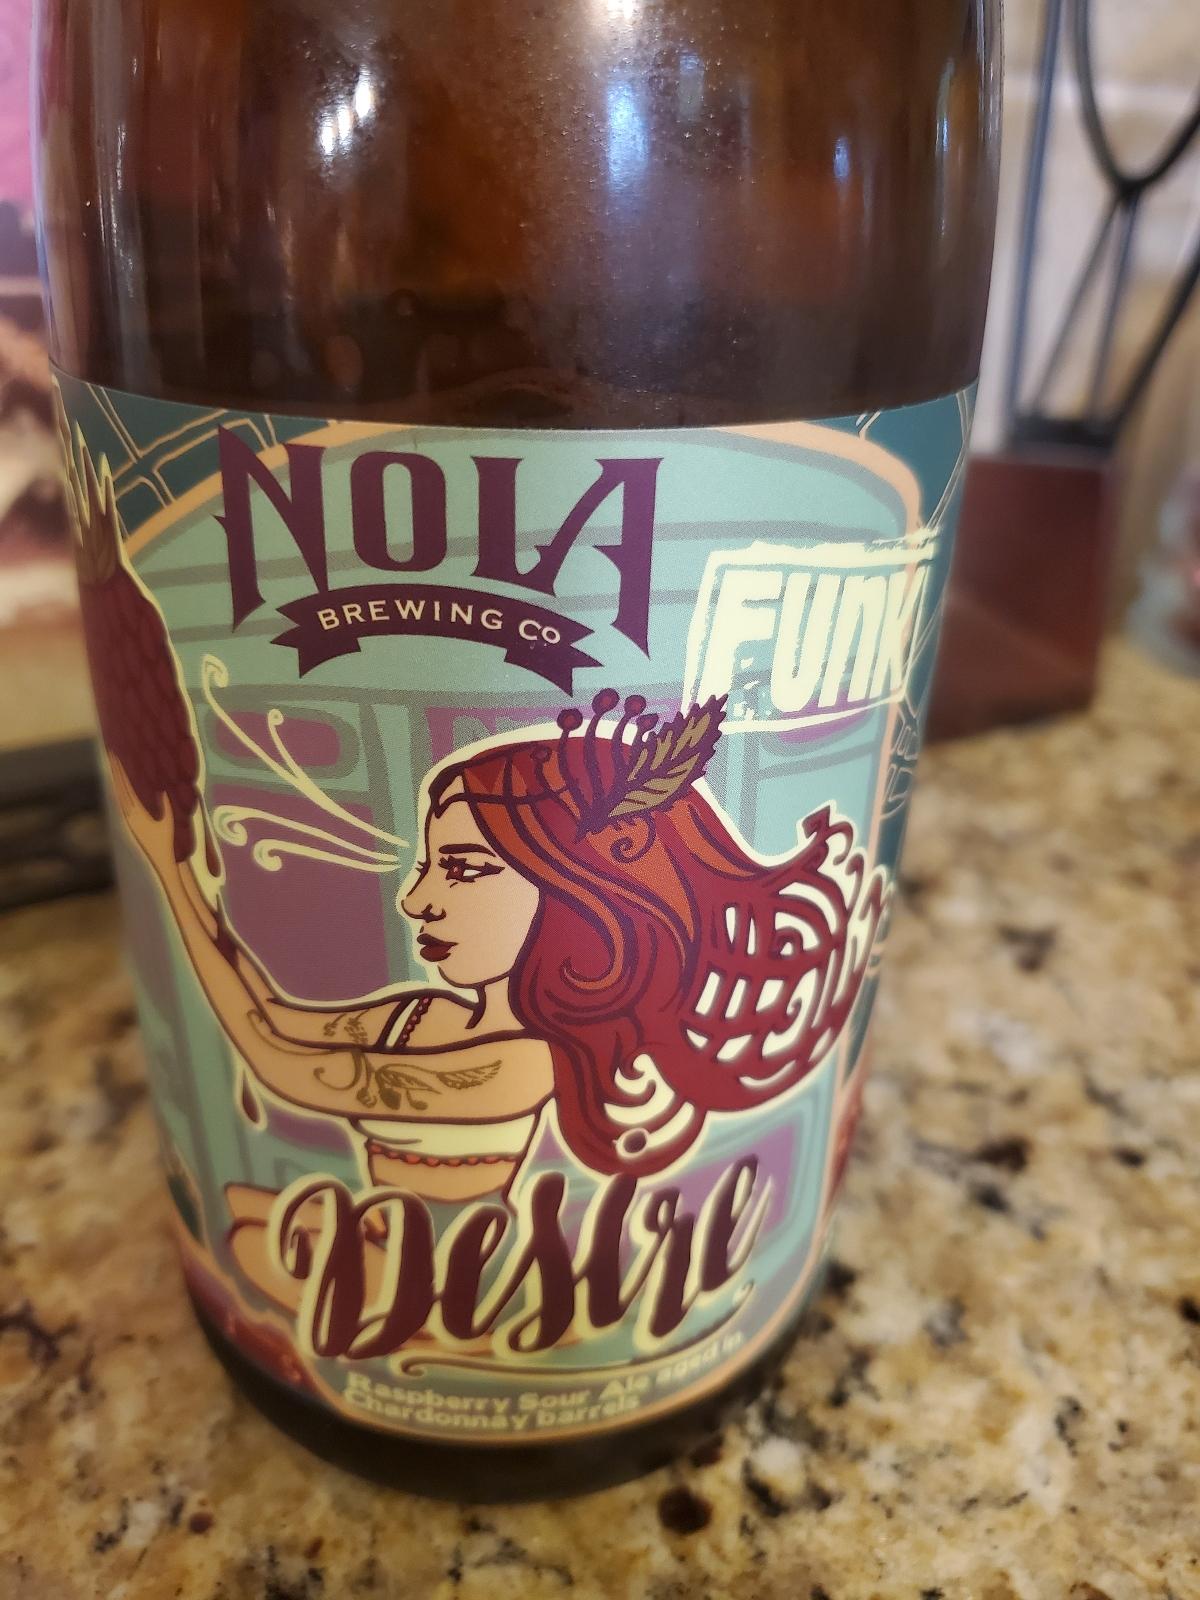 NOLA
BREWING CO
FUNK
Desire
Raspberry Sour Ale aged in
Chardonnay barrels